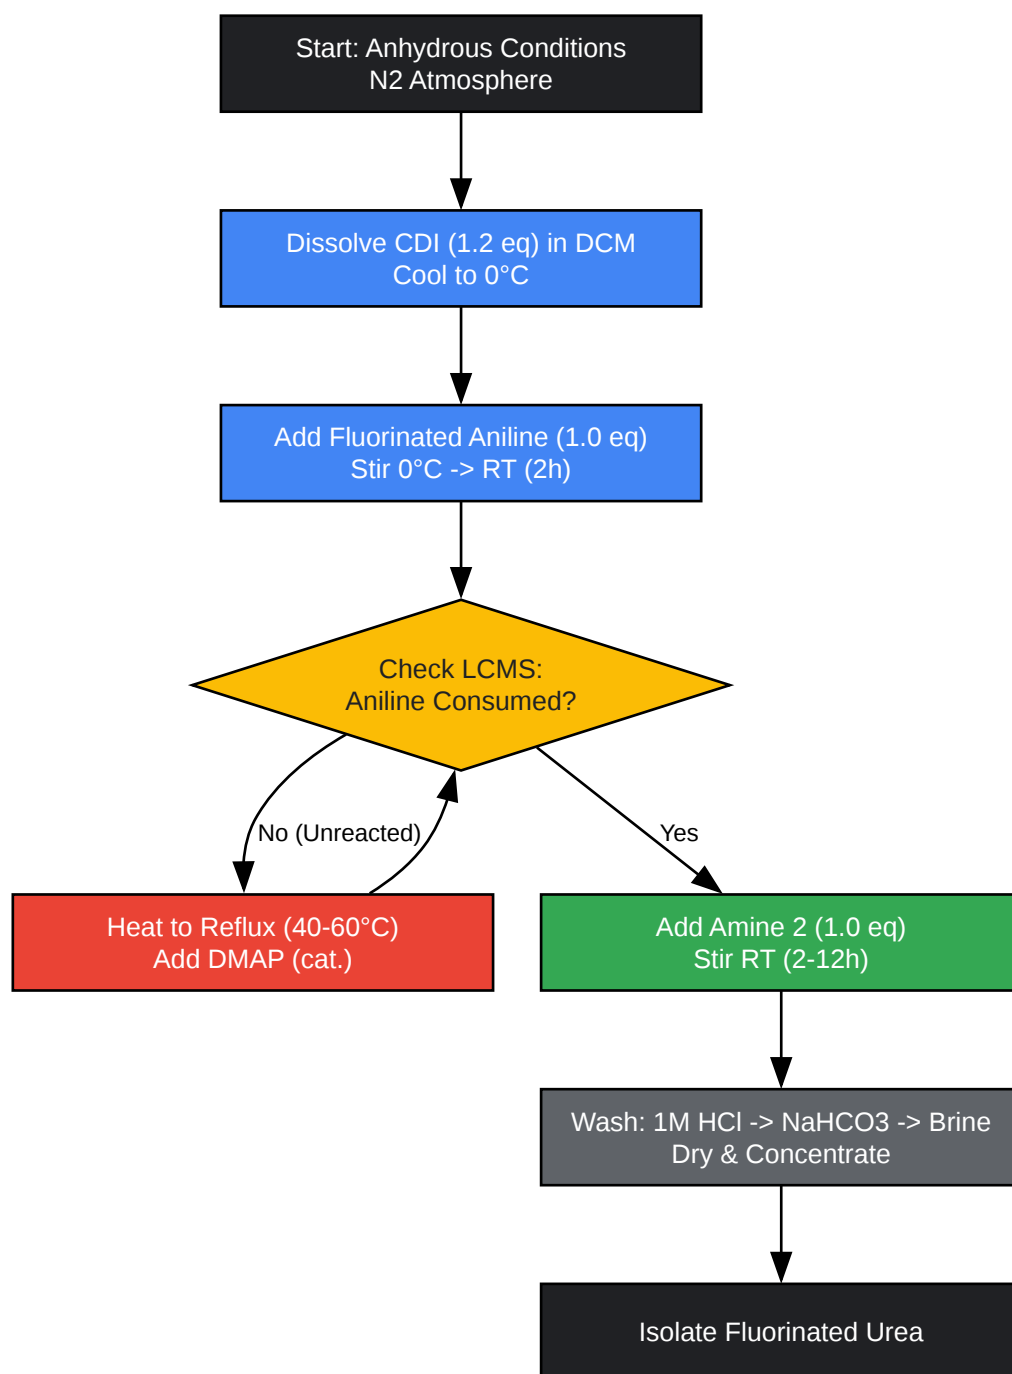 Start: Anhydrous Conditions
N2 Atmosphere
Dissolve CDI (1.2 eq) in DCM
Cool to 0°C
Add Fluorinated Aniline (1.0 eq)
Stir 0°C -> RT (2h)
Check LCMS:
Aniline Consumed?
No (Unreacted)
Yes
Heat to Reflux (40-60°C)
Add DMAP (cat.)
Add Amine 2 (1.0 eq)
Stir RT (2-12h)
Wash: 1M HCl -> NaHCO3 -> Brine
Dry & Concentrate
Isolate Fluorinated Urea